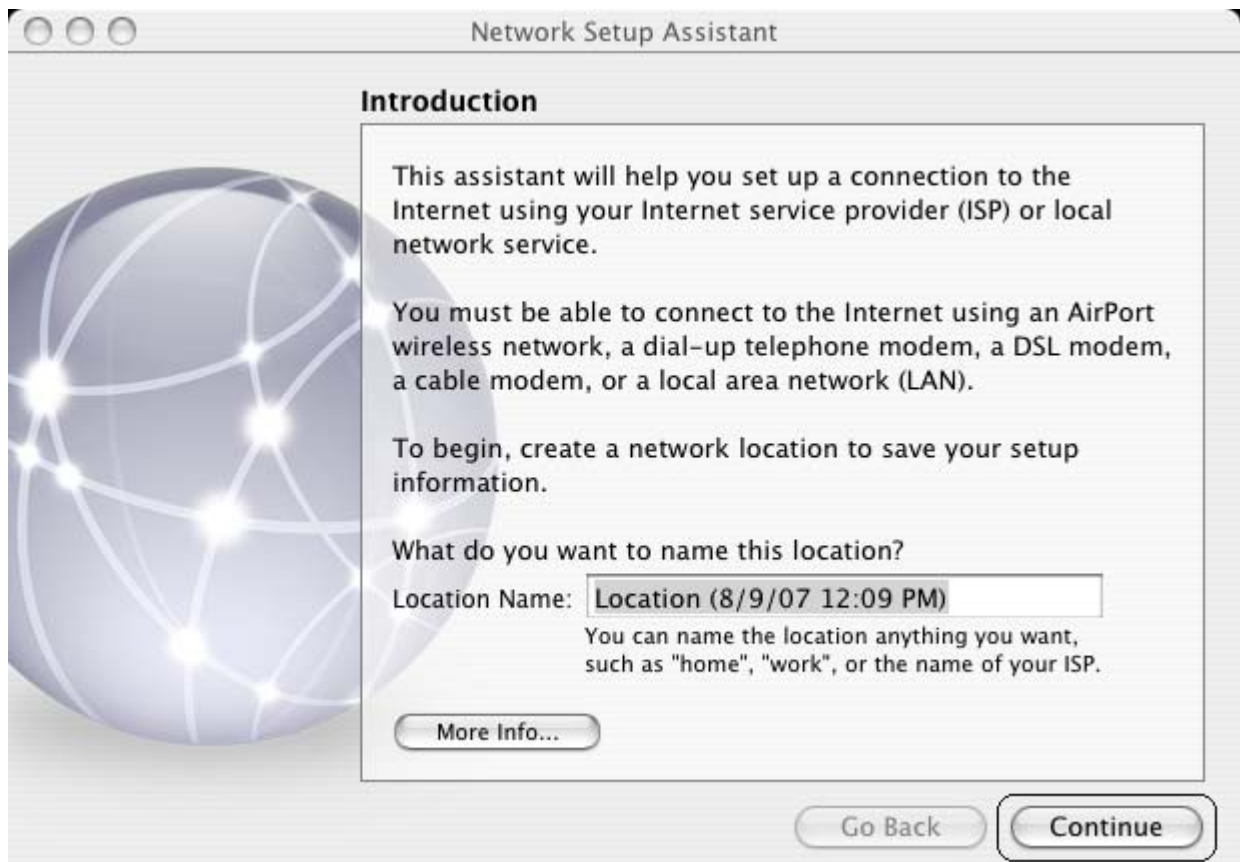 Network Setup Assistant
Introduction
This assistant will help you set up a connection to the
Internet using your Internet service provider (ISP) or local
network service.
You must be able to connect to the Internet using an AirPort
wireless network, a dial-up telephone modem, a DSL modem,
a cable modem, or a local area network (LAN).
To begin, create a network location to save your setup
information.
What do you want to name this location?
Location Name: Location (8/9/07 12:09 PM)
You can name the location anything you want,
such as "home", "work", or the name of your ISP.
More Info...
Go Back Continue